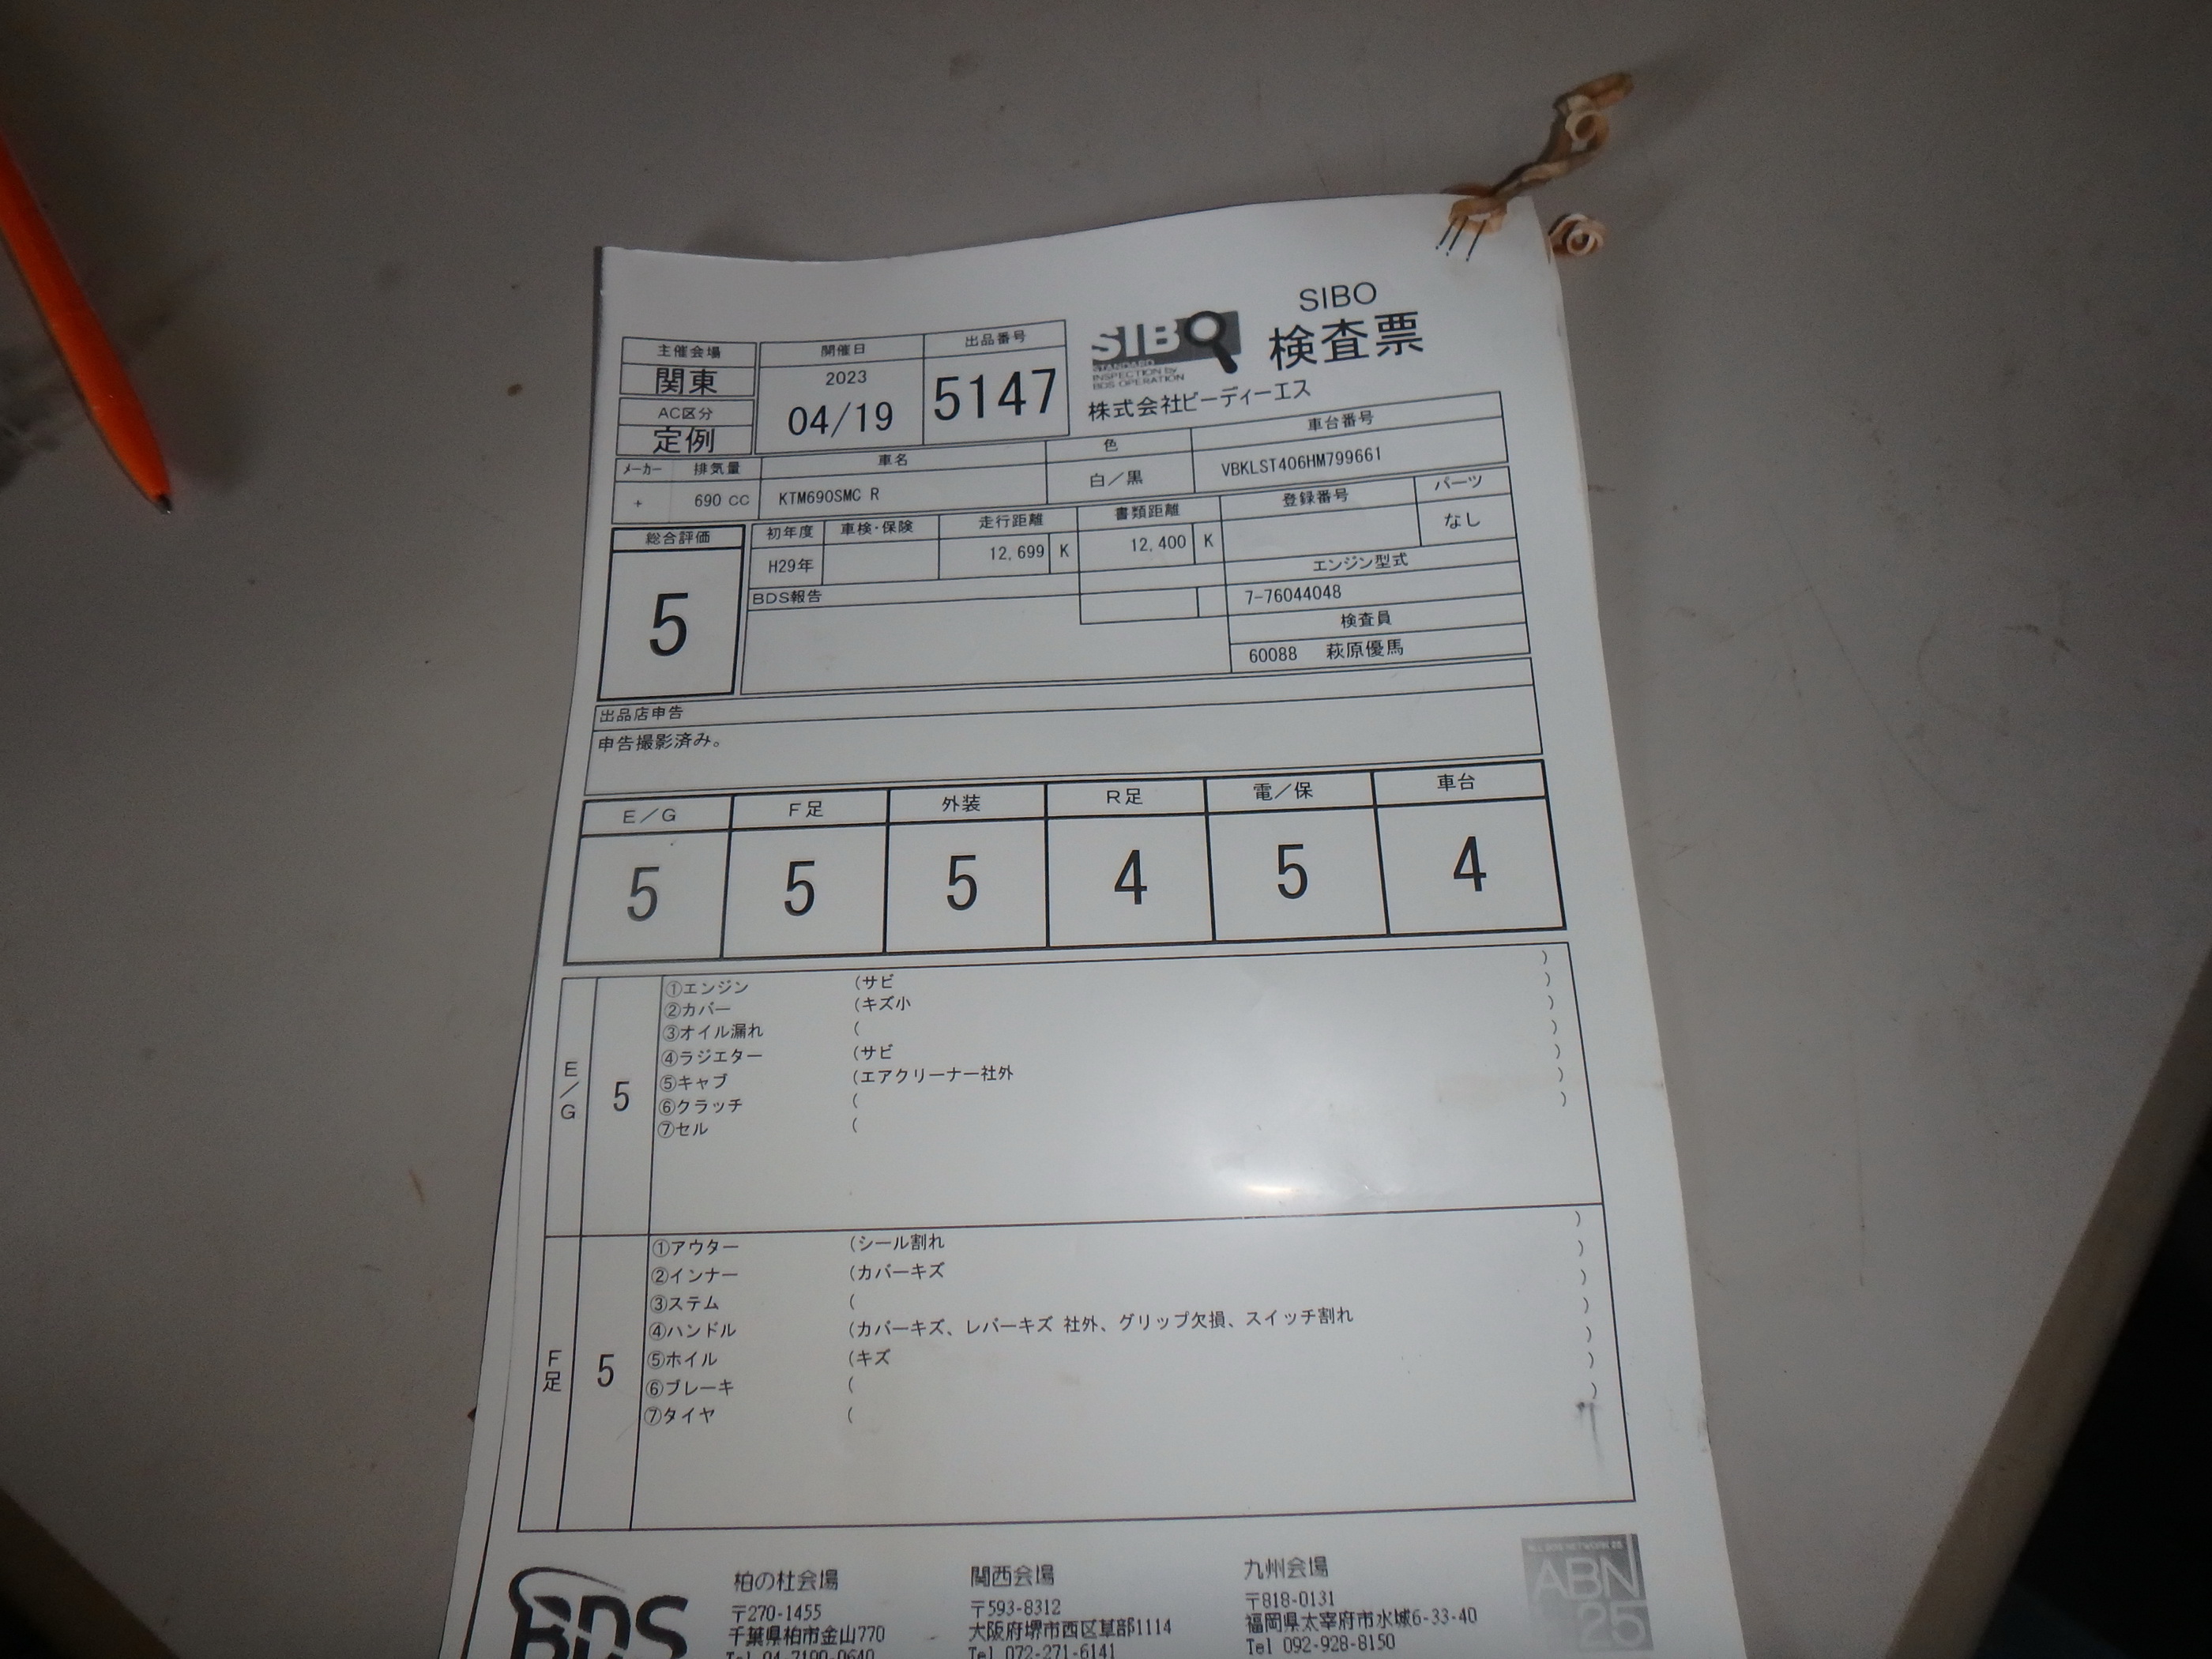 SIBO
検査票
SIBO
STANDARD
INSPECTION by
BDS OPERATION
株式会社ビーディーエス
主催会場 開催日 出品番号
関東 2023 04/19 5147
AC区分
定例
メーカー 排気量 車名 色 車台番号
+ 690 CC KTM690SMC R 白/黒 VBKLST406HM799661
総合評価 初年度 車検・保険 走行距離 書類距離 登録番号 パーツ
5 H29年 12,699 K 12,400 K なし
エンジン型式
BDS報告 7-76044048
検査員
60088 萩原優馬
出品店申告
申告撮影済み。
E/G F足 外装 R足 電/保 車台
5 5 5 4 5 4
E/G 5
①エンジン (サビ )
②カバー (キズ小 )
③オイル漏れ ( )
④ラジエター (サビ )
⑤キャブ (エアクリーナー社外 )
⑥クラッチ ( )
⑦セル ( )
F足 5
①アウター (シール割れ )
②インナー (カバーキズ )
③ステム ( )
④ハンドル (カバーキズ、レバーキズ 社外、グリップ欠損、スイッチ割れ )
⑤ホイル (キズ )
⑥ブレーキ ( )
⑦タイヤ ( )
BDS
柏の杜会場 関西会場 九州会場
〒270-1455 〒593-8312 〒818-0131
千葉県柏市金山770 大阪府堺市西区草部1114 福岡県太宰府市水城6-33-40
Tel 04-7190-0640 Tel 072-271-6141 Tel 092-928-8150
ABN
25